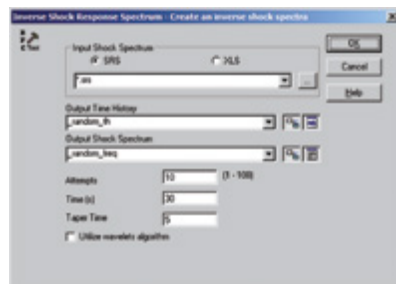 Inverse Shock Response Spectrum - Create an inverse shock spectra
Input Shock Spectrum
SRS
XLS
*.srs
...
OK
Cancel
Help
Output Time History
_random_th
Output Shock Spectrum
_random_freq
Attempts
10
(1 - 100)
Time (s)
30
Taper Time
5
Utilize wavelets algorithm